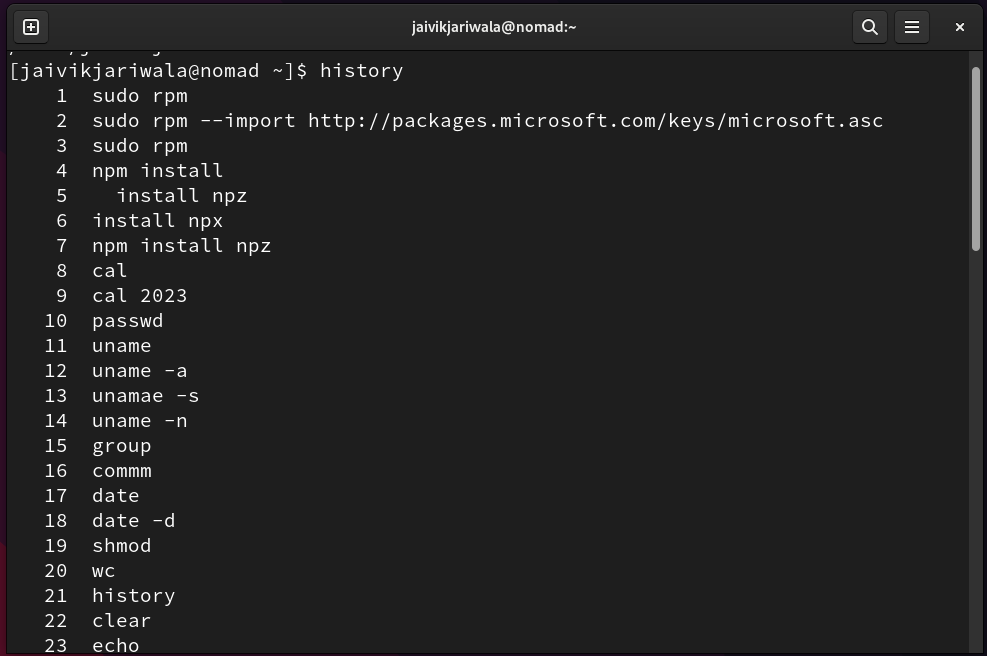 jaivikjariwala@nomad:~
[jaivikjariwala@nomad ~]$ history
1 sudo rpm
2 sudo rpm --import http://packages.microsoft.com/keys/microsoft.asc
3 sudo rpm
4 npm install
5   install npz
6 install npx
7 npm install npz
8 cal
9 cal 2023
10 passwd
11 uname
12 uname -a
13 unamae -s
14 uname -n
15 group
16 commm
17 date
18 date -d
19 shmod
20 wc
21 history
22 clear
23 echo